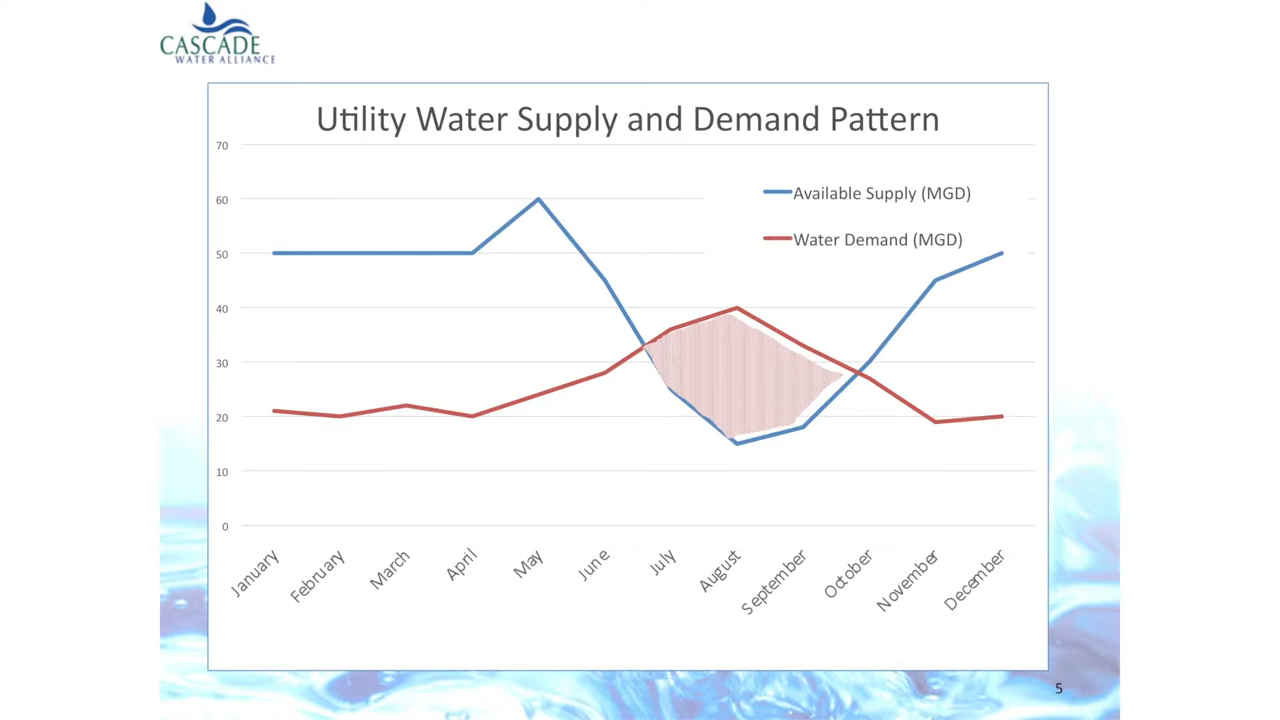 CASCADE
WATER ALLIANCE
Utility Water Supply and Demand Pattern
70
60
50
40
30
20
10
0
Available Supply (MGD)
Water Demand (MGD)
January
February
March
April
May
June
July
August
September
October
November
December
5